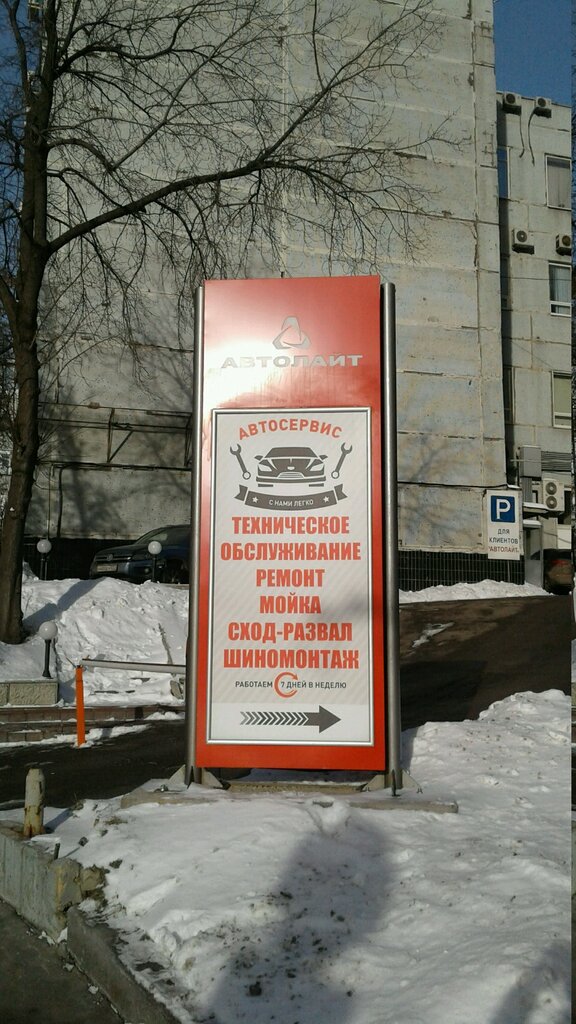 АВТОЛАЙТ
АВТОСЕРВИС
С НАМИ ЛЕГКО
ТЕХНИЧЕСКОЕ
ОБСЛУЖИВАНИЕ
РЕМОНТ
МОЙКА
СХОД-РАЗВАЛ
ШИНОМОНТАЖ
РАБОТАЕМ 7 ДНЕЙ В НЕДЕЛЮ
P
ДЛЯ
КЛИЕНТОВ
"АВТОЛАЙТ"